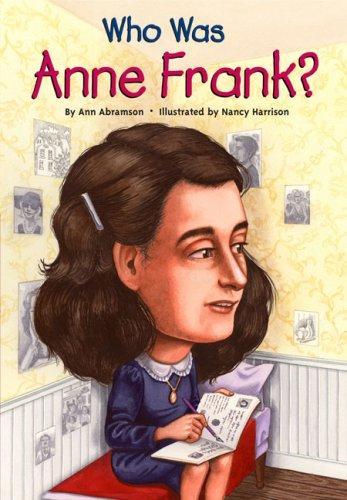 Who Was
Anne Frank?
By Ann Abramson • Illustrated by Nancy Harrison